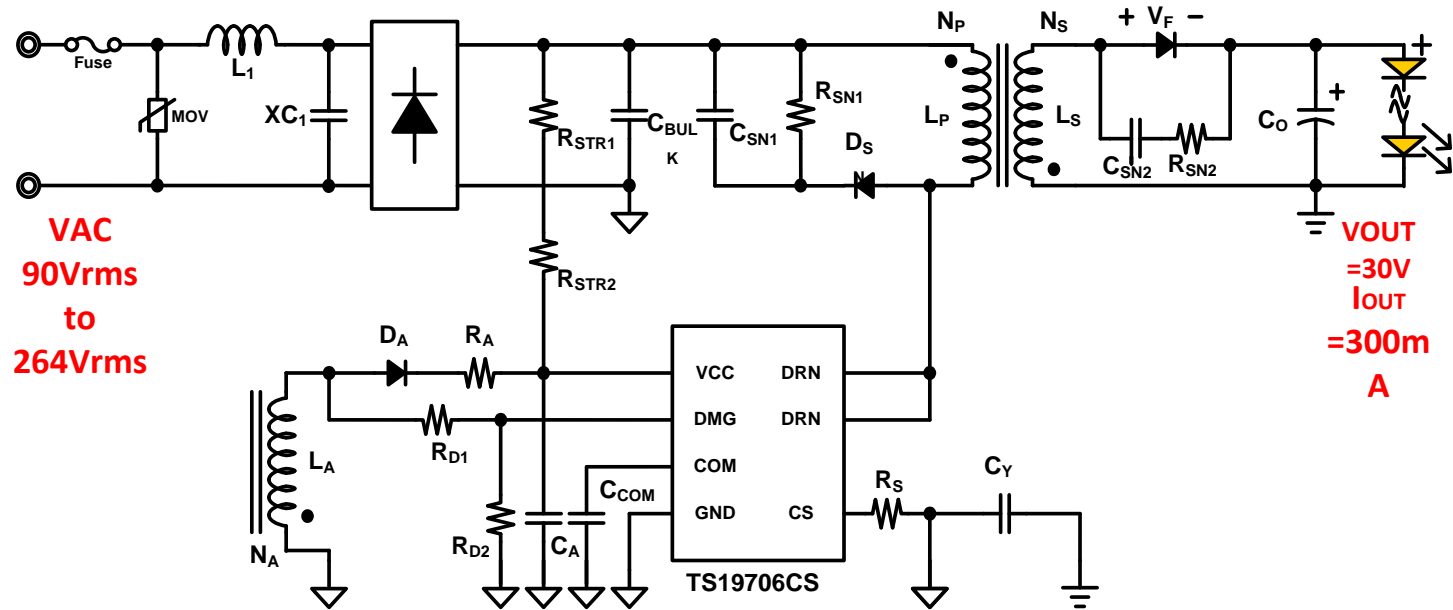 Fuse
MOV
L1
XC1
RSTR1
CBUL
K
CSN1
RSN1
DS
NP
NS
LP
LS
+ VF −
CSN2
RSN2
CO
+
+
VAC
90Vrms
to
264Vrms
VOUT
=30V
IOUT
=300m
A
RSTR2
DA
RA
RD1
LA
NA
RD2
CA
CCOM
VCC
DMG
COM
GND
DRN
DRN
CS
TS19706CS
RS
CY